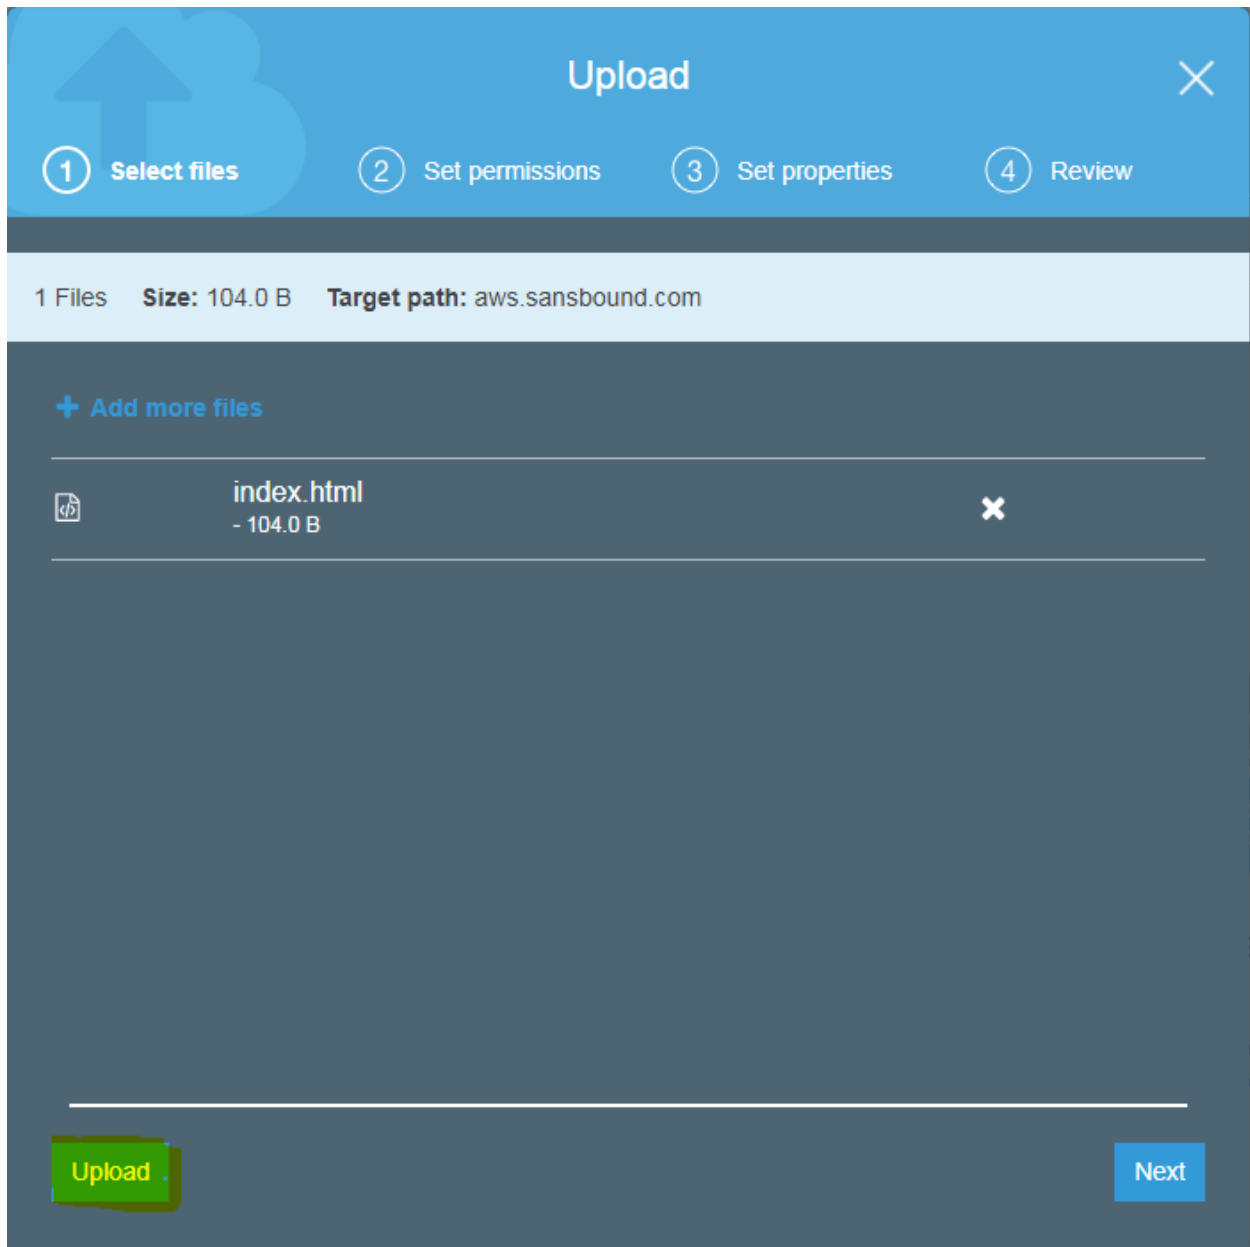 Upload
1 Select files 2 Set permissions 3 Set properties 4 Review
1 Files Size: 104.0 B Target path: aws.sansbound.com
+ Add more files
index.html
- 104.0 B
Upload Next